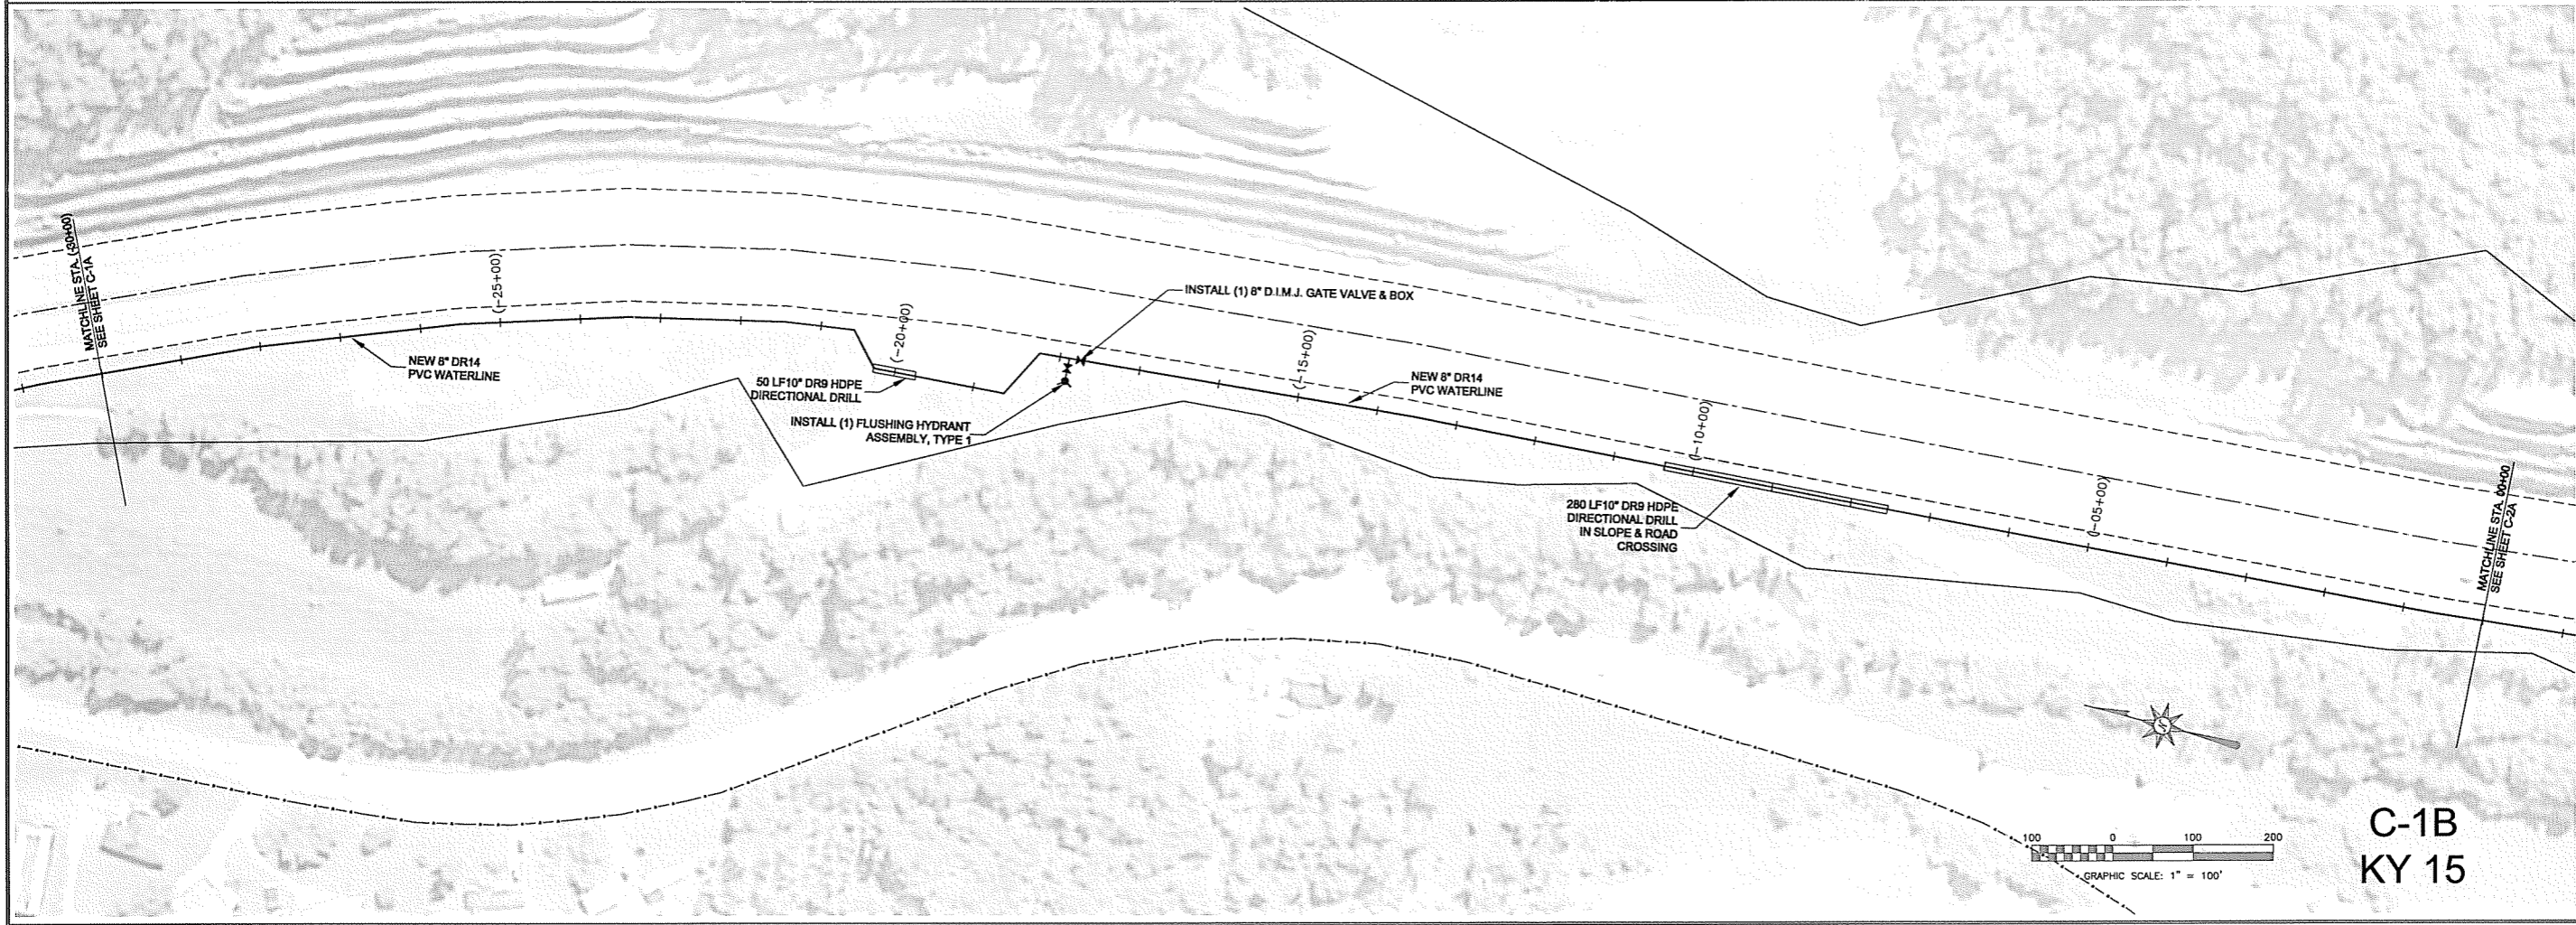 MATCHLINE STA. (-30+00)
SEE SHEET C-1A
(-25+00)
NEW 8" DR14
PVC WATERLINE
(-20+00)
50 LF10" DR9 HDPE
DIRECTIONAL DRILL
INSTALL (1) FLUSHING HYDRANT
ASSEMBLY, TYPE 1
INSTALL (1) 8" D.I.M.J. GATE VALVE & BOX
(-15+00)
NEW 8" DR14
PVC WATERLINE
(-10+00)
280 LF10" DR9 HDPE
DIRECTIONAL DRILL
IN SLOPE & ROAD
CROSSING
(-05+00)
MATCHLINE STA. 00+00
SEE SHEET C-2A
N
100 0 100 200
GRAPHIC SCALE: 1" = 100'
C-1B
KY 15